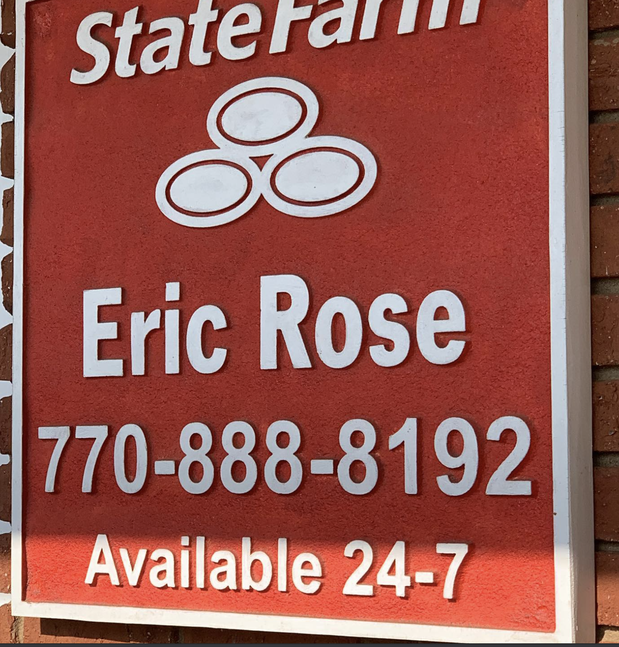 StateFarm
Eric Rose
770-888-8192
Available 24-7